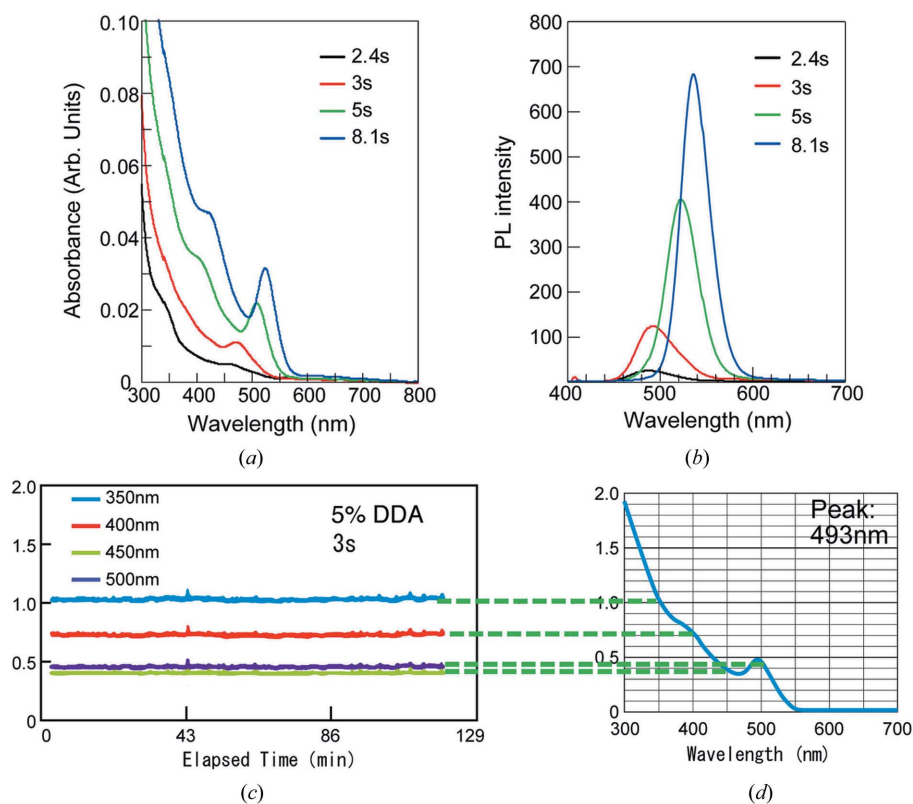 0.10
0.08
0.06
0.04
0.02
0
300
400
500
600
700
800
Absorbance (Arb. Units)
Wavelength (nm)
2.4s
3s
5s
8.1s
(a)
800
700
600
500
400
300
200
100
400
500
600
700
PL intensity
Wavelength (nm)
2.4s
3s
5s
8.1s
(b)
2.0
1.5
1.0
0.5
0
350nm
400nm
450nm
500nm
5% DDA
3s
0
43
86
129
Elapsed Time (min)
(c)
2.0
1.5
1.0
0.5
0
Peak:
493nm
300
400
500
600
700
Wavelength (nm)
(d)